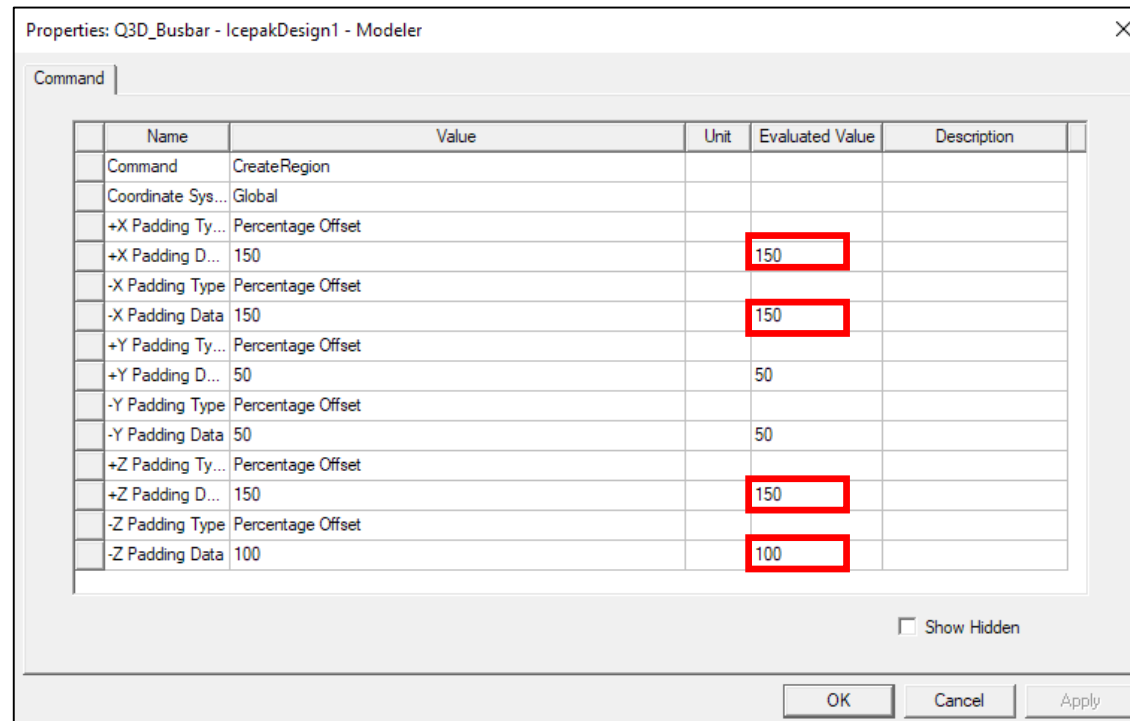 Properties: Q3D_Busbar - IcepakDesign1 - Modeler
Command
Name Value Unit Evaluated Value Description
Command CreateRegion
Coordinate Sys... Global
+X Padding Ty... Percentage Offset
+X Padding D... 150 150
-X Padding Type Percentage Offset
-X Padding Data 150 150
+Y Padding Ty... Percentage Offset
+Y Padding D... 50 50
-Y Padding Type Percentage Offset
-Y Padding Data 50 50
+Z Padding Ty... Percentage Offset
+Z Padding D... 150 150
-Z Padding Type Percentage Offset
-Z Padding Data 100 100
Show Hidden
OK Cancel Apply